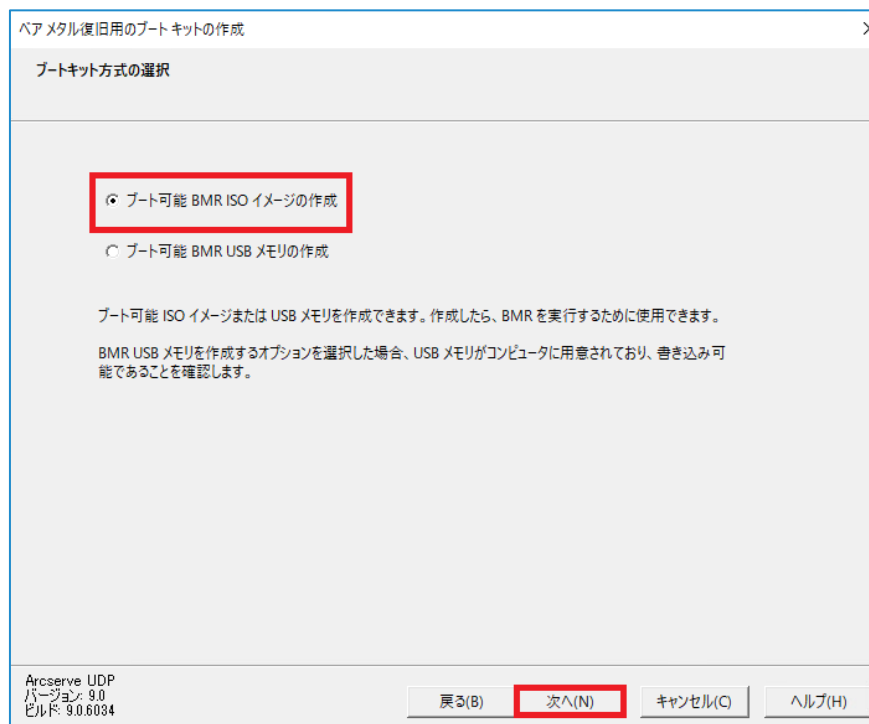 ベア メタル復旧用のブート キットの作成
ブートキット方式の選択
ブート可能 BMR ISO イメージの作成
ブート可能 BMR USB メモリの作成
ブート可能 ISO イメージまたは USB メモリを作成できます。作成したら、BMR を実行するために使用できます。
BMR USB メモリを作成するオプションを選択した場合、USB メモリがコンピュータに用意されており、書き込み可
能であることを確認します。
Arcserve UDP
バージョン: 9.0
ビルド: 9.0.6034
戻る(B)
次へ(N)
キャンセル(C)
ヘルプ(H)